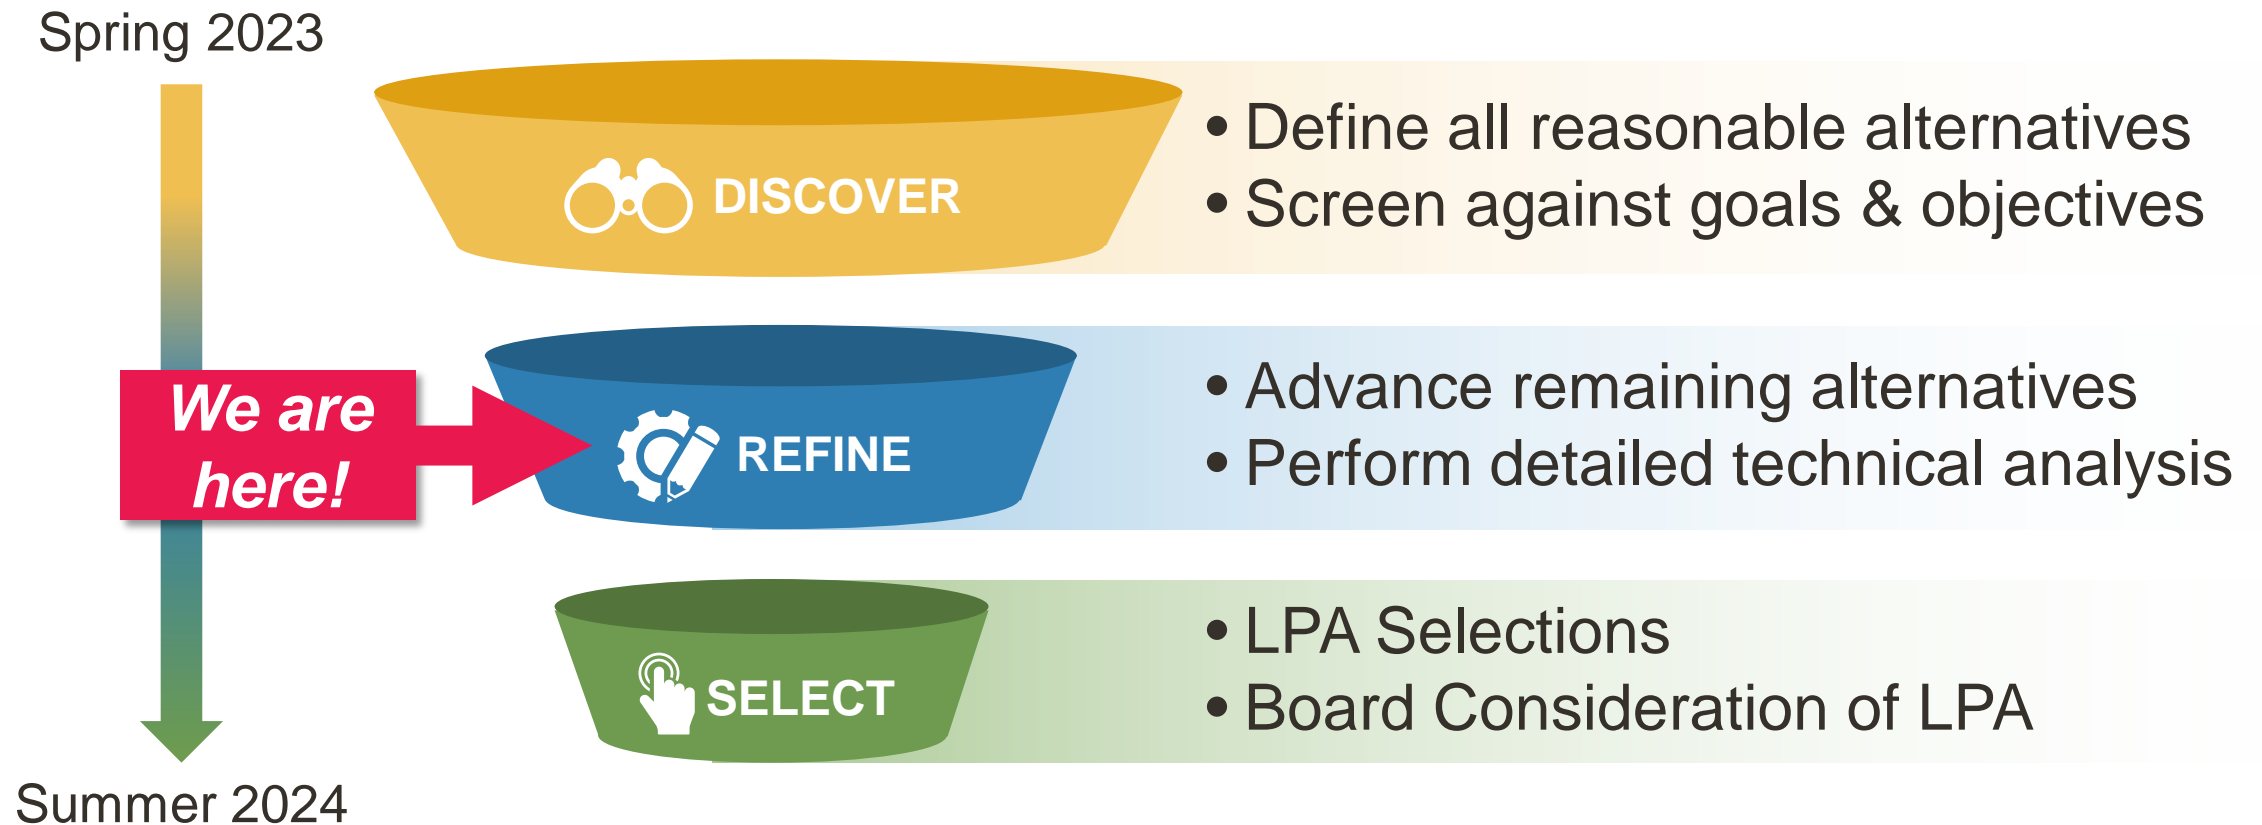 Spring 2023
DISCOVER
• Define all reasonable alternatives
• Screen against goals & objectives
We are
here!
REFINE
• Advance remaining alternatives
• Perform detailed technical analysis
SELECT
• LPA Selections
• Board Consideration of LPA
Summer 2024